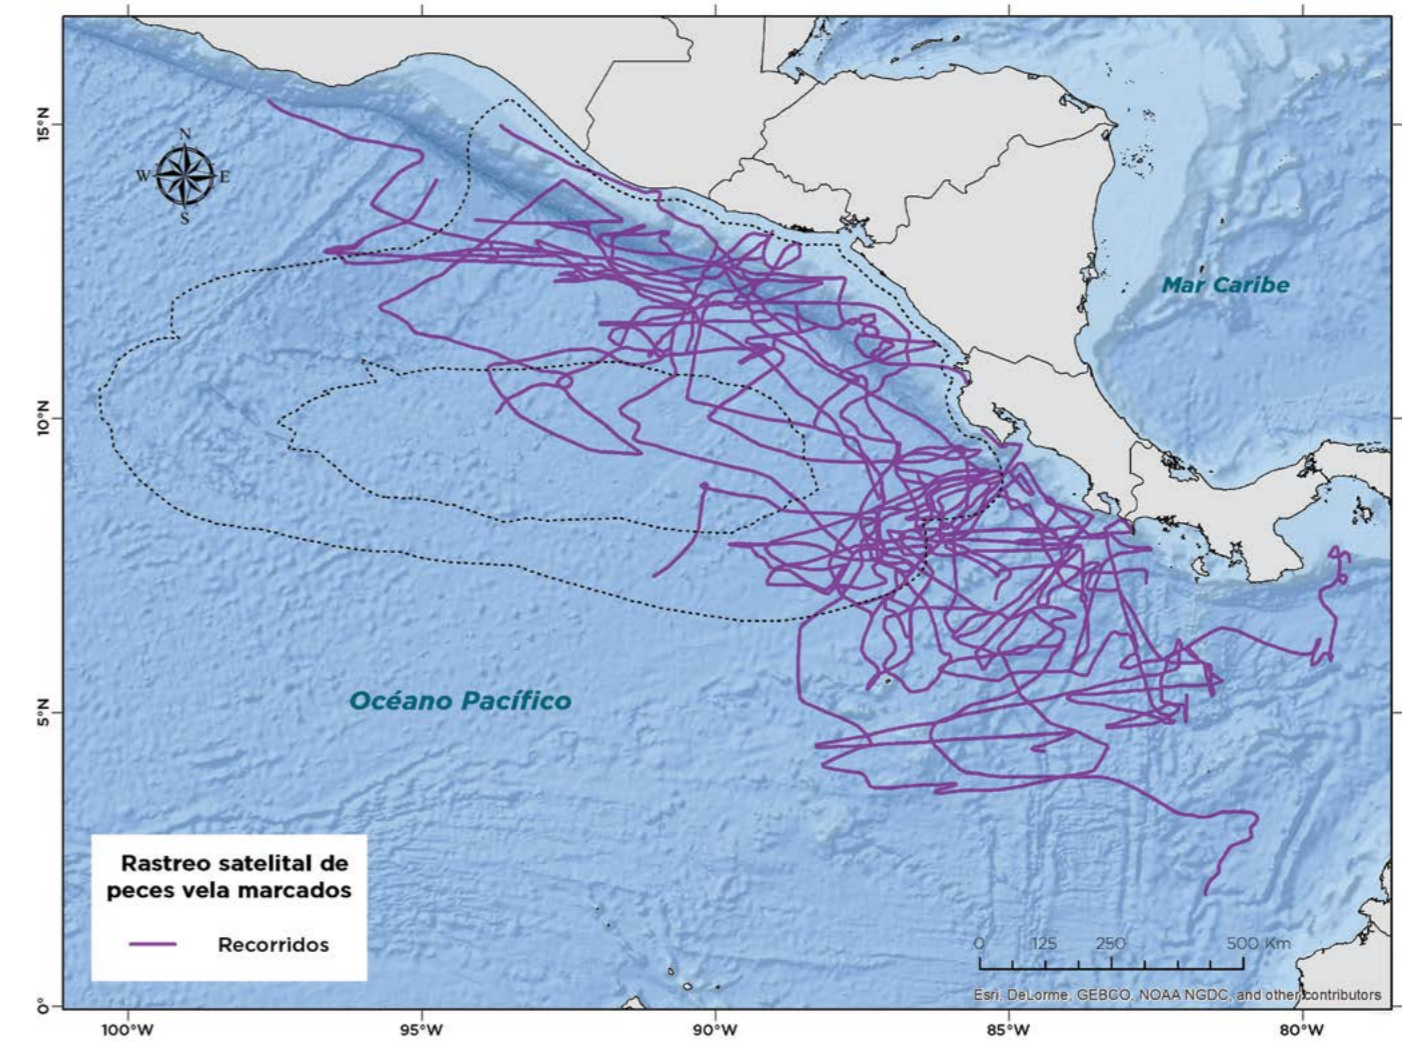 15°N
10°N
5°N
0°
N
W
E
S
Mar Caribe
Océano Pacífico
Rastreo satelital de
peces vela marcados
Recorridos
0 125 250 500 Km
Esri, DeLorme, GEBCO, NOAA NGDC, and other contributors
100°W 95°W 90°W 85°W 80°W